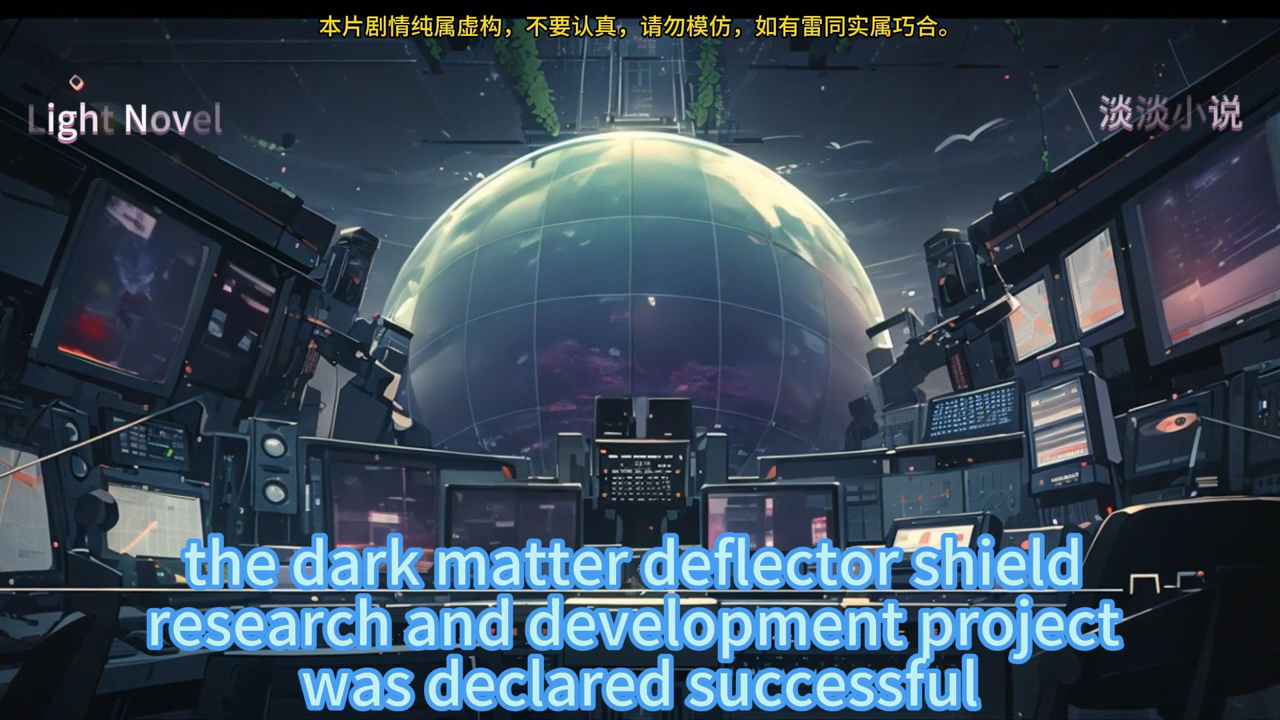 本片剧情纯属虚构，不要认真，请勿模仿，如有雷同实属巧合。
Light Novel
淡淡小说
the dark matter deflector shield
research and development project
was declared successful